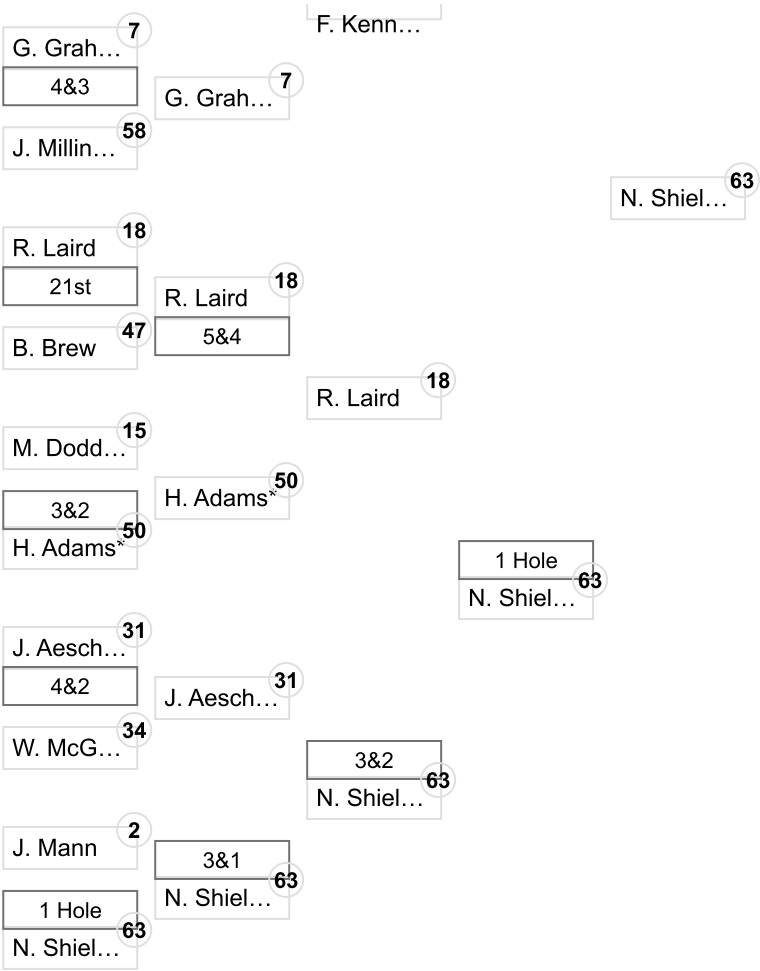 F. Kenn…
7
G. Grah…
4&3
7
G. Grah…
58
J. Millin…
63
N. Shiel…
18
R. Laird
21st
18
R. Laird
47
B. Brew
5&4
18
R. Laird
15
M. Dodd…
50
H. Adams*
3&2
50
H. Adams*
1 Hole
63
N. Shiel…
31
J. Aesch…
4&2
31
J. Aesch…
34
W. McG…
3&2
63
N. Shiel…
2
J. Mann
3&1
63
N. Shiel…
1 Hole
63
N. Shiel…